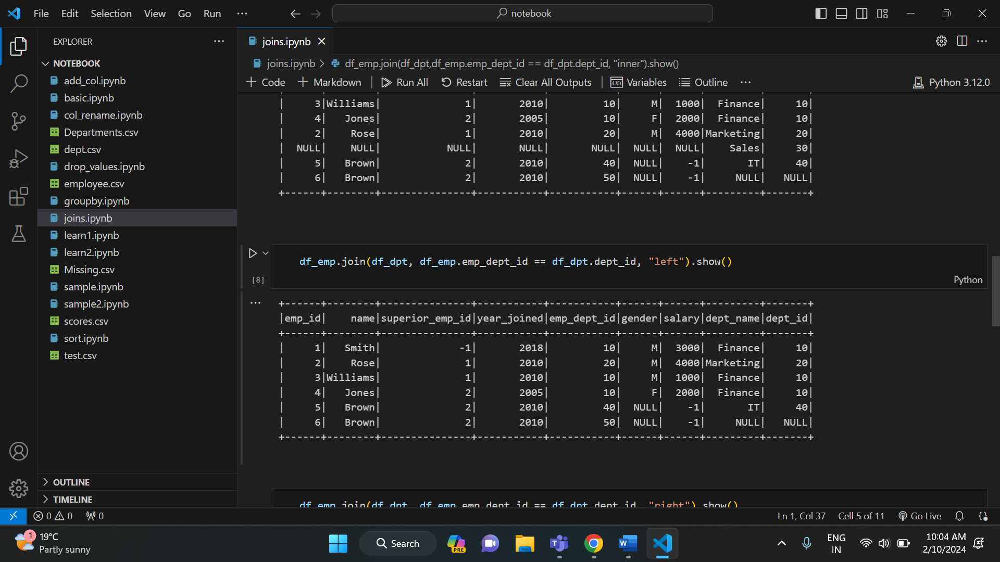 File Edit Selection View Go Run ··· notebook
EXPLORER ···
joins.ipynb
NOTEBOOK
add_col.ipynb
basic.ipynb
col_rename.ipynb
Departments.csv
dept.csv
drop_values.ipynb
employee.csv
groupby.ipynb
joins.ipynb
learn1.ipynb
learn2.ipynb
Missing.csv
sample.ipynb
sample2.ipynb
scores.csv
sort.ipynb
test.csv
OUTLINE
TIMELINE
joins.ipynb > df_emp.join(df_dpt,df_emp.emp_dept_id == df_dpt.dept_id, "inner").show()
+ Code + Markdown | Run All Restart Clear All Outputs | Variables Outline ··· Python 3.12.0
|     3|Williams|              1|       2010|         10|     M|  1000|  Finance|     10|
|     4|   Jones|              2|       2005|         10|     F|  2000|  Finance|     10|
|     2|    Rose|              1|       2010|         20|     M|  4000|Marketing|     20|
|  NULL|    NULL|           NULL|       NULL|       NULL|  NULL|  NULL|    Sales|     30|
|     5|   Brown|              2|       2010|         40|  NULL|    -1|       IT|     40|
|     6|   Brown|              2|       2010|         50|  NULL|    -1|     NULL|   NULL|
+------+--------+---------------+-----------+-----------+------+------+---------+-------+
df_emp.join(df_dpt, df_emp.emp_dept_id == df_dpt.dept_id, "left").show()
[8]
Python
+------+--------+---------------+-----------+-----------+------+------+---------+-------+
|emp_id|    name|superior_emp_id|year_joined|emp_dept_id|gender|salary|dept_name|dept_id|
+------+--------+---------------+-----------+-----------+------+------+---------+-------+
|     1|   Smith|             -1|       2018|         10|     M|  3000|  Finance|     10|
|     2|    Rose|              1|       2010|         20|     M|  4000|Marketing|     20|
|     3|Williams|              1|       2010|         10|     M|  1000|  Finance|     10|
|     4|   Jones|              2|       2005|         10|     F|  2000|  Finance|     10|
|     5|   Brown|              2|       2010|         40|  NULL|    -1|       IT|     40|
|     6|   Brown|              2|       2010|         50|  NULL|    -1|     NULL|   NULL|
+------+--------+---------------+-----------+-----------+------+------+---------+-------+
df_emp.join(df_dpt, df_emp.emp_dept_id == df_dpt.dept_id, "right").show()
0 0 0 Ln 1, Col 37 Cell 5 of 11 Go Live
1 19°C
Partly sunny
Search
PRE
ENG
IN
10:04 AM
2/10/2024